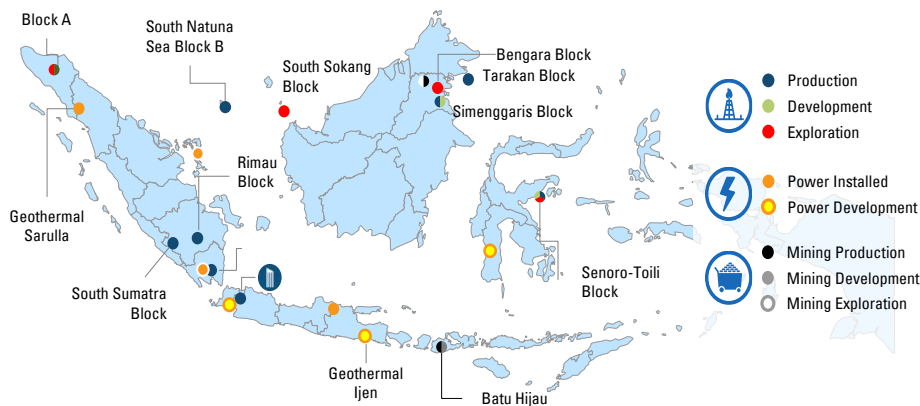 Block A
South Natuna
Sea Block B
South Sokang
Block
Bengara Block
Tarakan Block
Simenggaris Block
Rimau
Block
Geothermal
Sarulla
South Sumatra
Block
Senoro-Toili
Block
Geothermal
Ijen
Batu Hijau
Production
Development
Exploration
Power Installed
Power Development
Mining Production
Mining Development
Mining Exploration